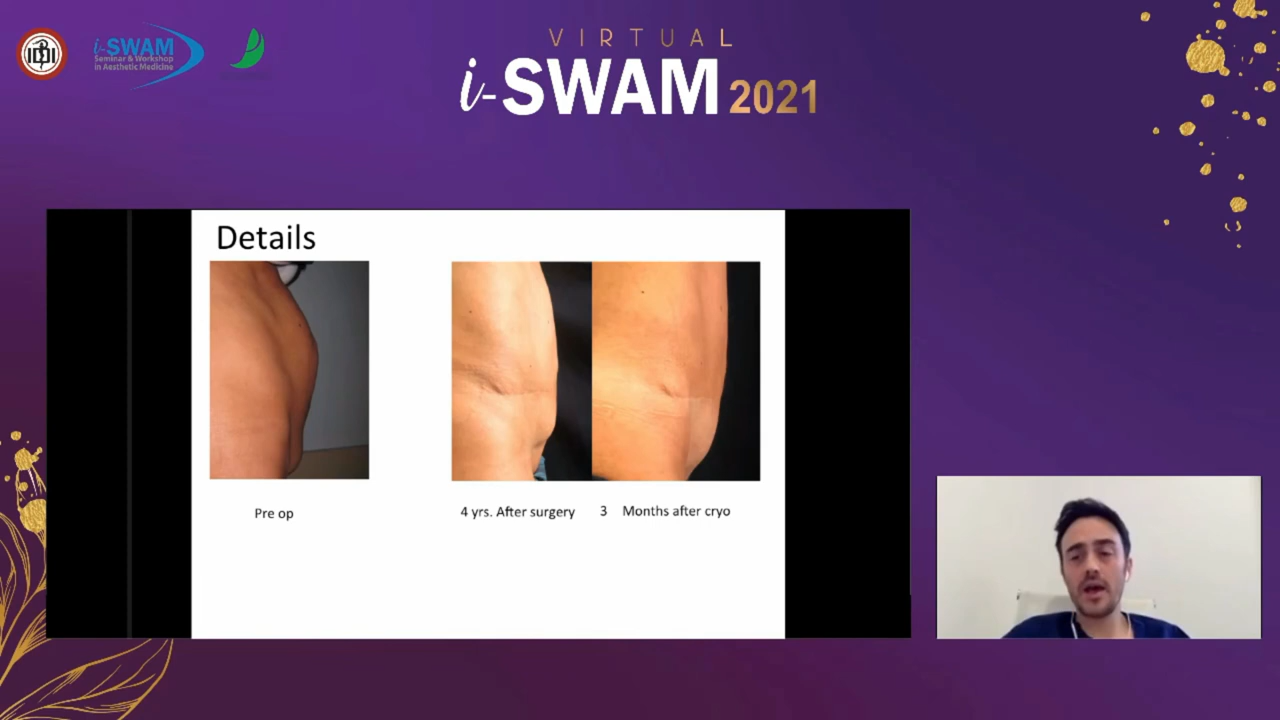 VIRTUAL
i-SWAM 2021
i-SWAM
Seminar & Workshop
in Aesthetic Medicine
Details
Pre op
4 yrs. After surgery
3 Months after cryo